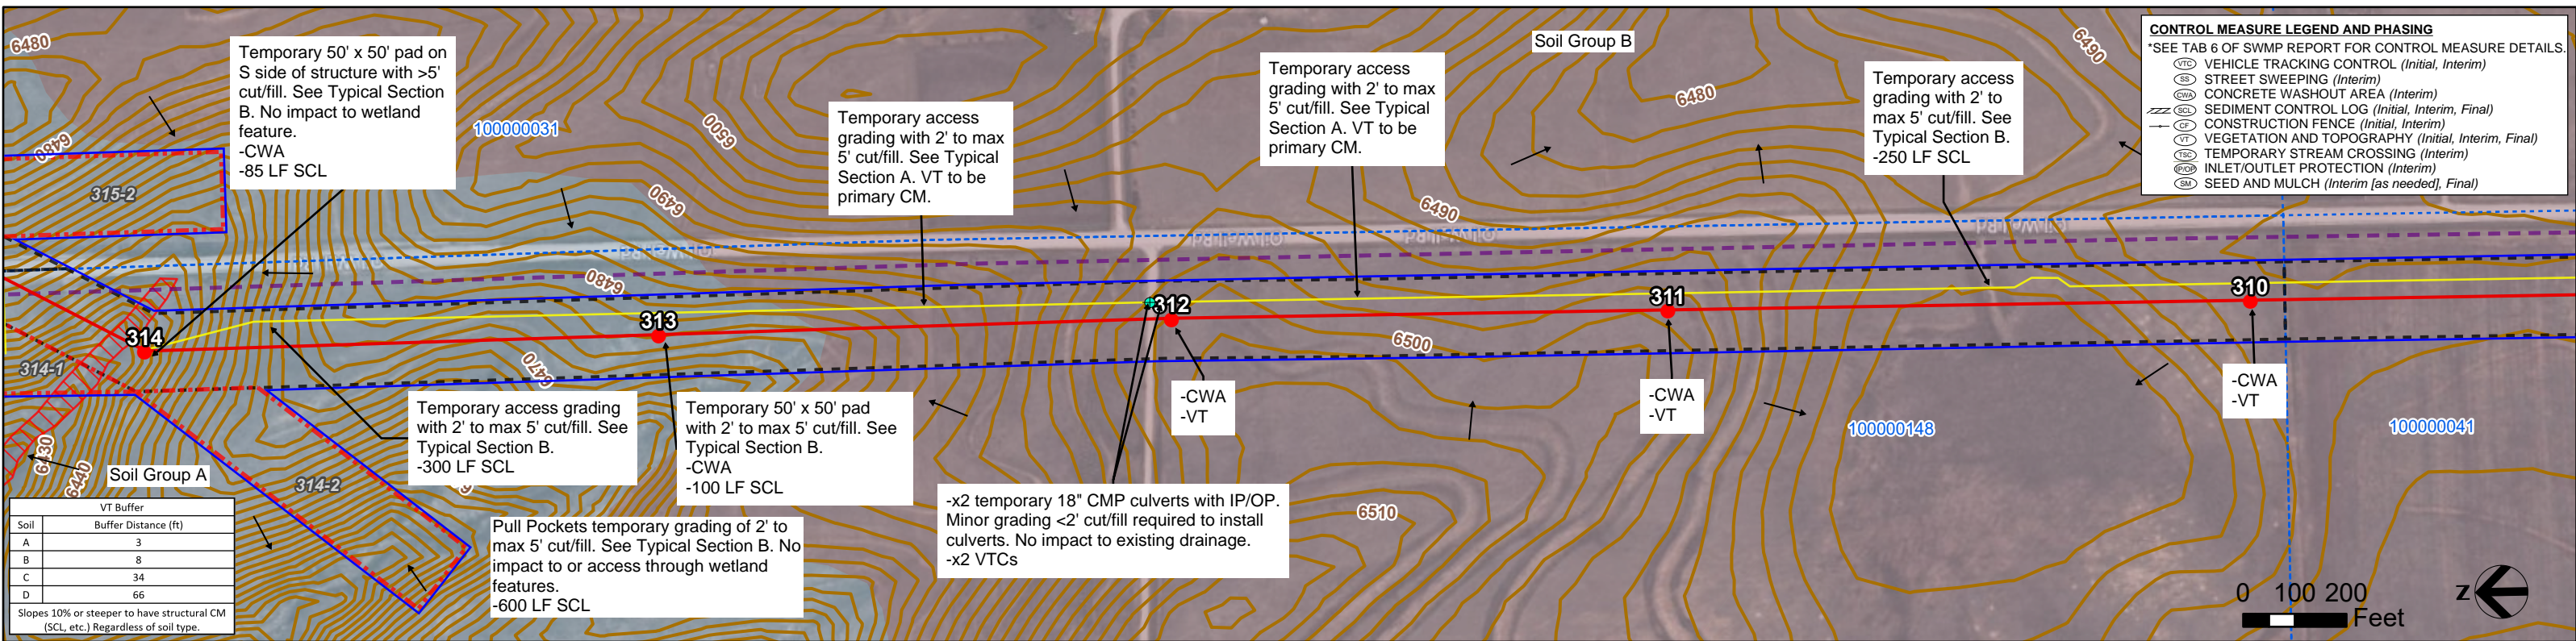 6480
Temporary 50' x 50' pad on
S side of structure with >5'
cut/fill. See Typical Section
B. No impact to wetland
feature.
-CWA
-85 LF SCL
100000031
6500
Temporary access
grading with 2' to max
5' cut/fill. See Typical
Section A. VT to be
primary CM.
Temporary access
grading with 2' to max
5' cut/fill. See Typical
Section A. VT to be
primary CM.
Soil Group B
6480
Temporary access
grading with 2' to
max 5' cut/fill. See
Typical Section B.
-250 LF SCL
6490
CONTROL MEASURE LEGEND AND PHASING
*SEE TAB 6 OF SWMP REPORT FOR CONTROL MEASURE DETAILS.
VTC VEHICLE TRACKING CONTROL (Initial, Interim)
SS STREET SWEEPING (Interim)
CWA CONCRETE WASHOUT AREA (Interim)
SCL SEDIMENT CONTROL LOG (Initial, Interim, Final)
CF CONSTRUCTION FENCE (Initial, Interim)
VT VEGETATION AND TOPOGRAPHY (Initial, Interim, Final)
TSC TEMPORARY STREAM CROSSING (Interim)
IP/OP INLET/OUTLET PROTECTION (Interim)
SM SEED AND MULCH (Interim [as needed], Final)
6480
315-2
6490
6490
Oil Well Rd
Oil Well Rd
Oil Well Rd
6480
314
313
312
311
310
314-1
6470
6500
Temporary access grading
with 2' to max 5' cut/fill. See
Typical Section B.
-300 LF SCL
Temporary 50' x 50' pad
with 2' to max 5' cut/fill. See
Typical Section B.
-CWA
-100 LF SCL
-CWA
-VT
-CWA
-VT
-CWA
-VT
100000148
100000041
6430
6440
Soil Group A
314-2
-x2 temporary 18" CMP culverts with IP/OP.
Minor grading <2' cut/fill required to install
culverts. No impact to existing drainage.
-x2 VTCs
6510
Pull Pockets temporary grading of 2' to
max 5' cut/fill. See Typical Section B. No
impact to or access through wetland
features.
-600 LF SCL
VT Buffer
Soil Buffer Distance (ft)
A 3
B 8
C 34
D 66
Slopes 10% or steeper to have structural CM
(SCL, etc.) Regardless of soil type.
0 100 200
Feet
Z